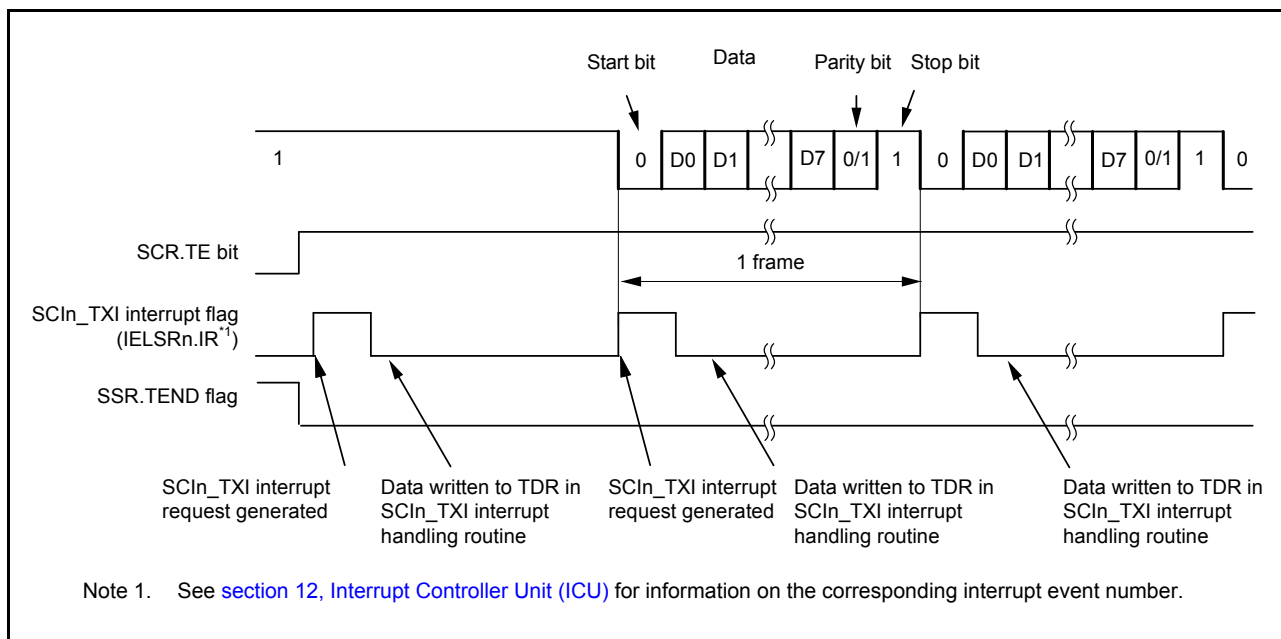 Start bit Data Parity bit Stop bit
1 0 D0 D1 D7 0/1 1 0 D0 D1 D7 0/1 1 0
SCR.TE bit
1 frame
SCIn_TXI interrupt flag
(IELSRn.IR*1)
SSR.TEND flag
SCIn_TXI interrupt
request generated
Data written to TDR in
SCIn_TXI interrupt
handling routine
SCIn_TXI interrupt
request generated
Data written to TDR in
SCIn_TXI interrupt
handling routine
Data written to TDR in
SCIn_TXI interrupt
handling routine
Note 1. See section 12, Interrupt Controller Unit (ICU) for information on the corresponding interrupt event number.